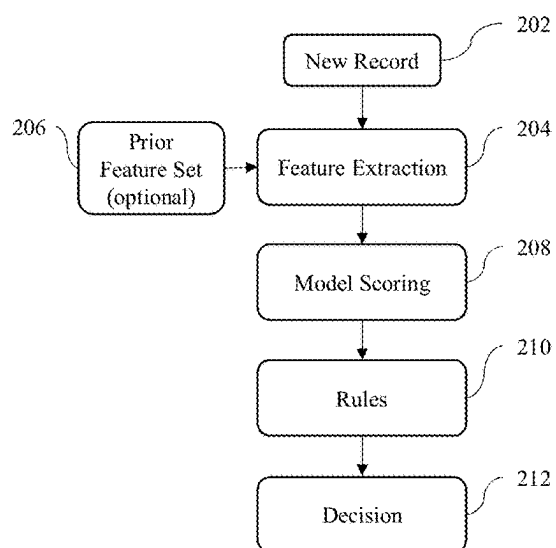 202
New Record
206
204
Prior
Feature Set
(optional)
Feature Extraction
208
Model Scoring
210
Rules
212
Decision